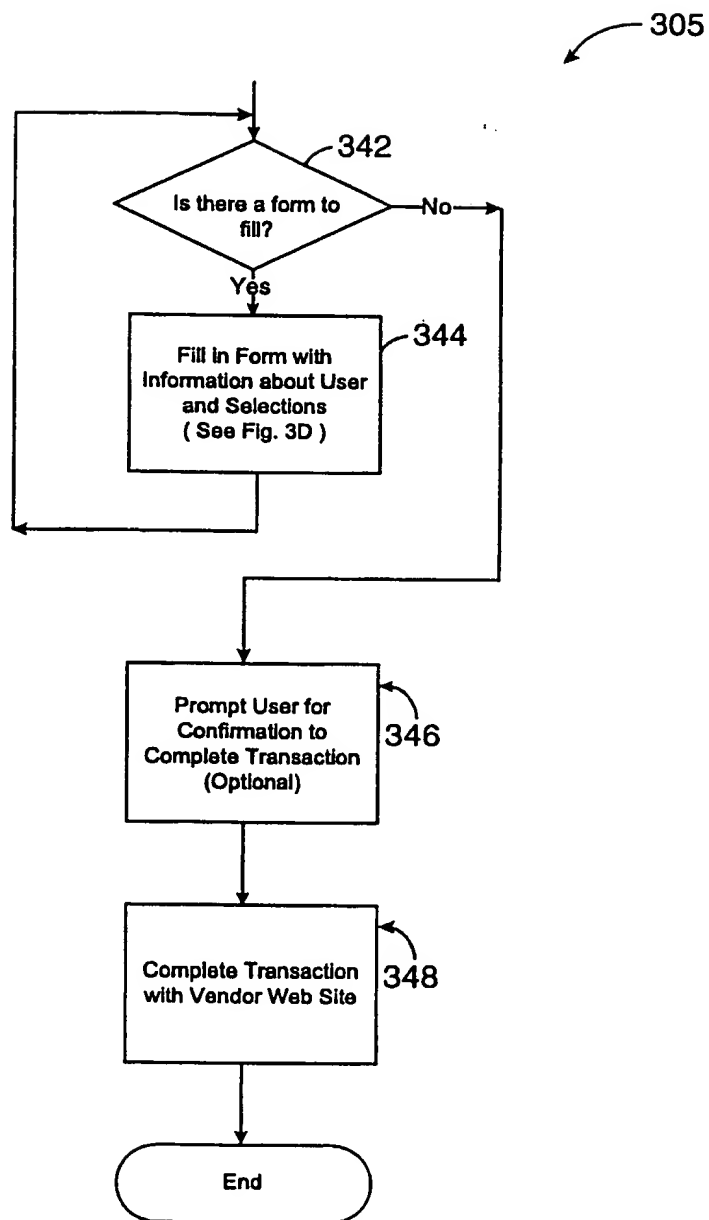 305
342
Is there a form to
fill?
No
Yes
344
Fill in Form with
Information about User
and Selections
( See Fig. 3D )
Prompt User for
Confirmation to
Complete Transaction
(Optional)
346
Complete Transaction
with Vendor Web Site
348
End